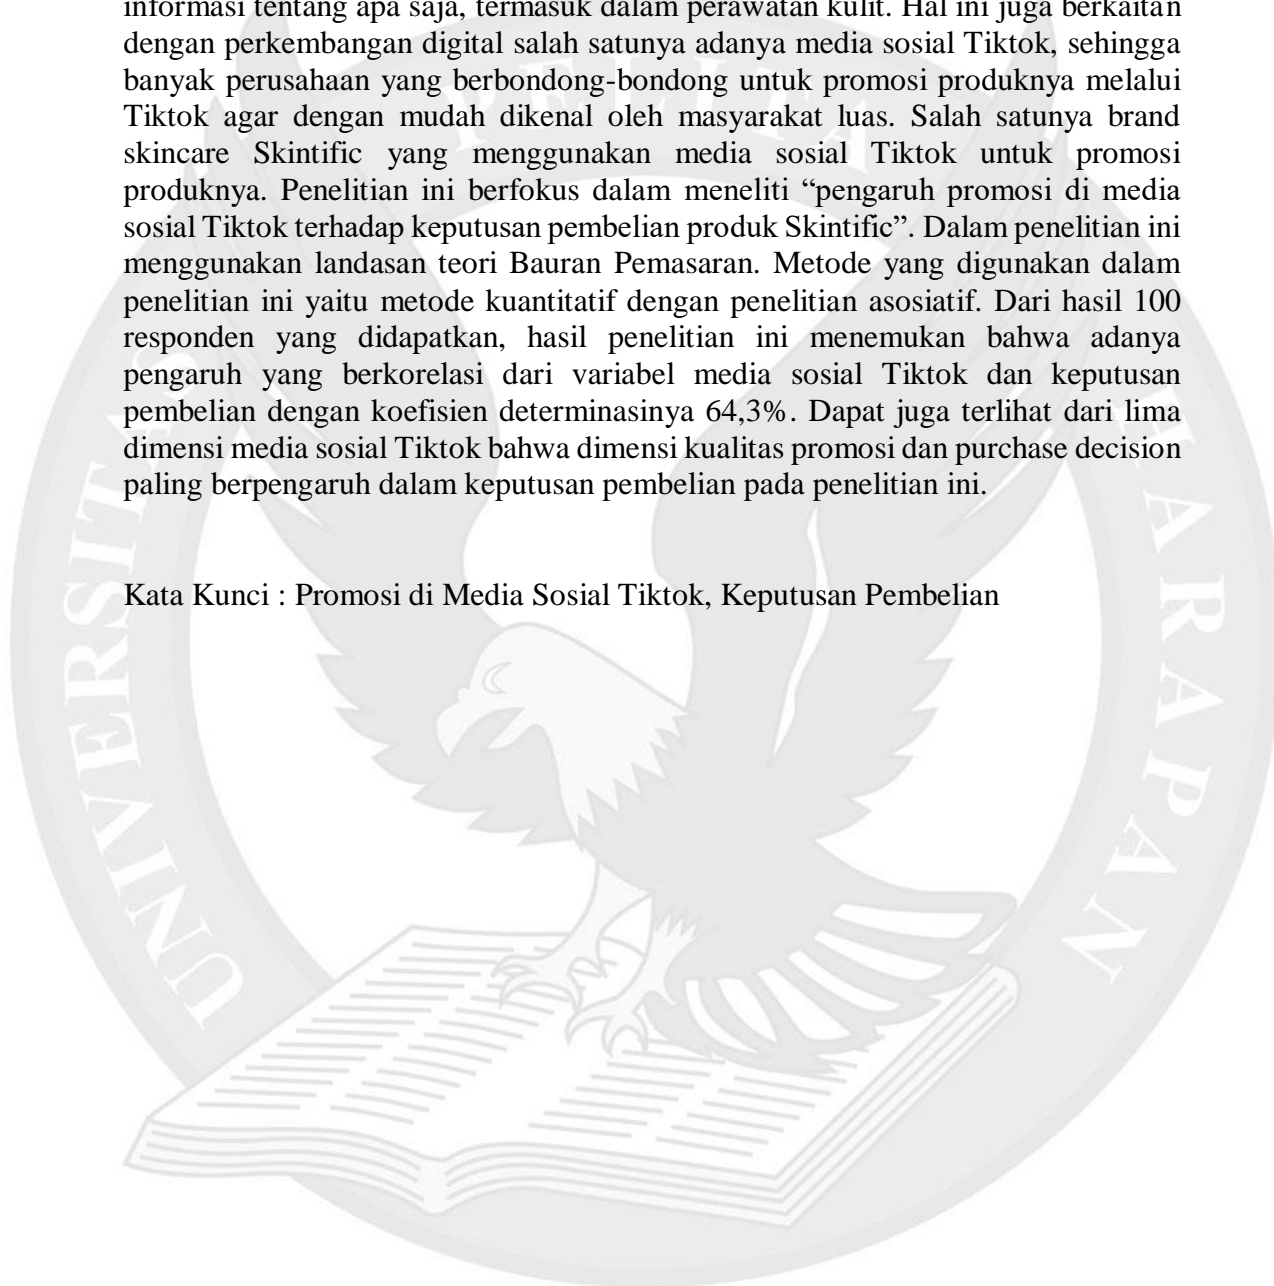 informasi tentang apa saja, termasuk dalam perawatan kulit. Hal ini juga berkaitan
dengan perkembangan digital salah satunya adanya media sosial Tiktok, sehingga
banyak perusahaan yang berbondong-bondong untuk promosi produknya melalui
Tiktok agar dengan mudah dikenal oleh masyarakat luas. Salah satunya brand
skincare Skintific yang menggunakan media sosial Tiktok untuk promosi
produknya. Penelitian ini berfokus dalam meneliti “pengaruh promosi di media
sosial Tiktok terhadap keputusan pembelian produk Skintific”. Dalam penelitian ini
menggunakan landasan teori Bauran Pemasaran. Metode yang digunakan dalam
penelitian ini yaitu metode kuantitatif dengan penelitian asosiatif. Dari hasil 100
responden yang didapatkan, hasil penelitian ini menemukan bahwa adanya
pengaruh yang berkorelasi dari variabel media sosial Tiktok dan keputusan
pembelian dengan koefisien determinasinya 64,3%. Dapat juga terlihat dari lima
dimensi media sosial Tiktok bahwa dimensi kualitas promosi dan purchase decision
paling berpengaruh dalam keputusan pembelian pada penelitian ini.
Kata Kunci : Promosi di Media Sosial Tiktok, Keputusan Pembelian
UNIVERSITAS
PELITA
HARAPAN